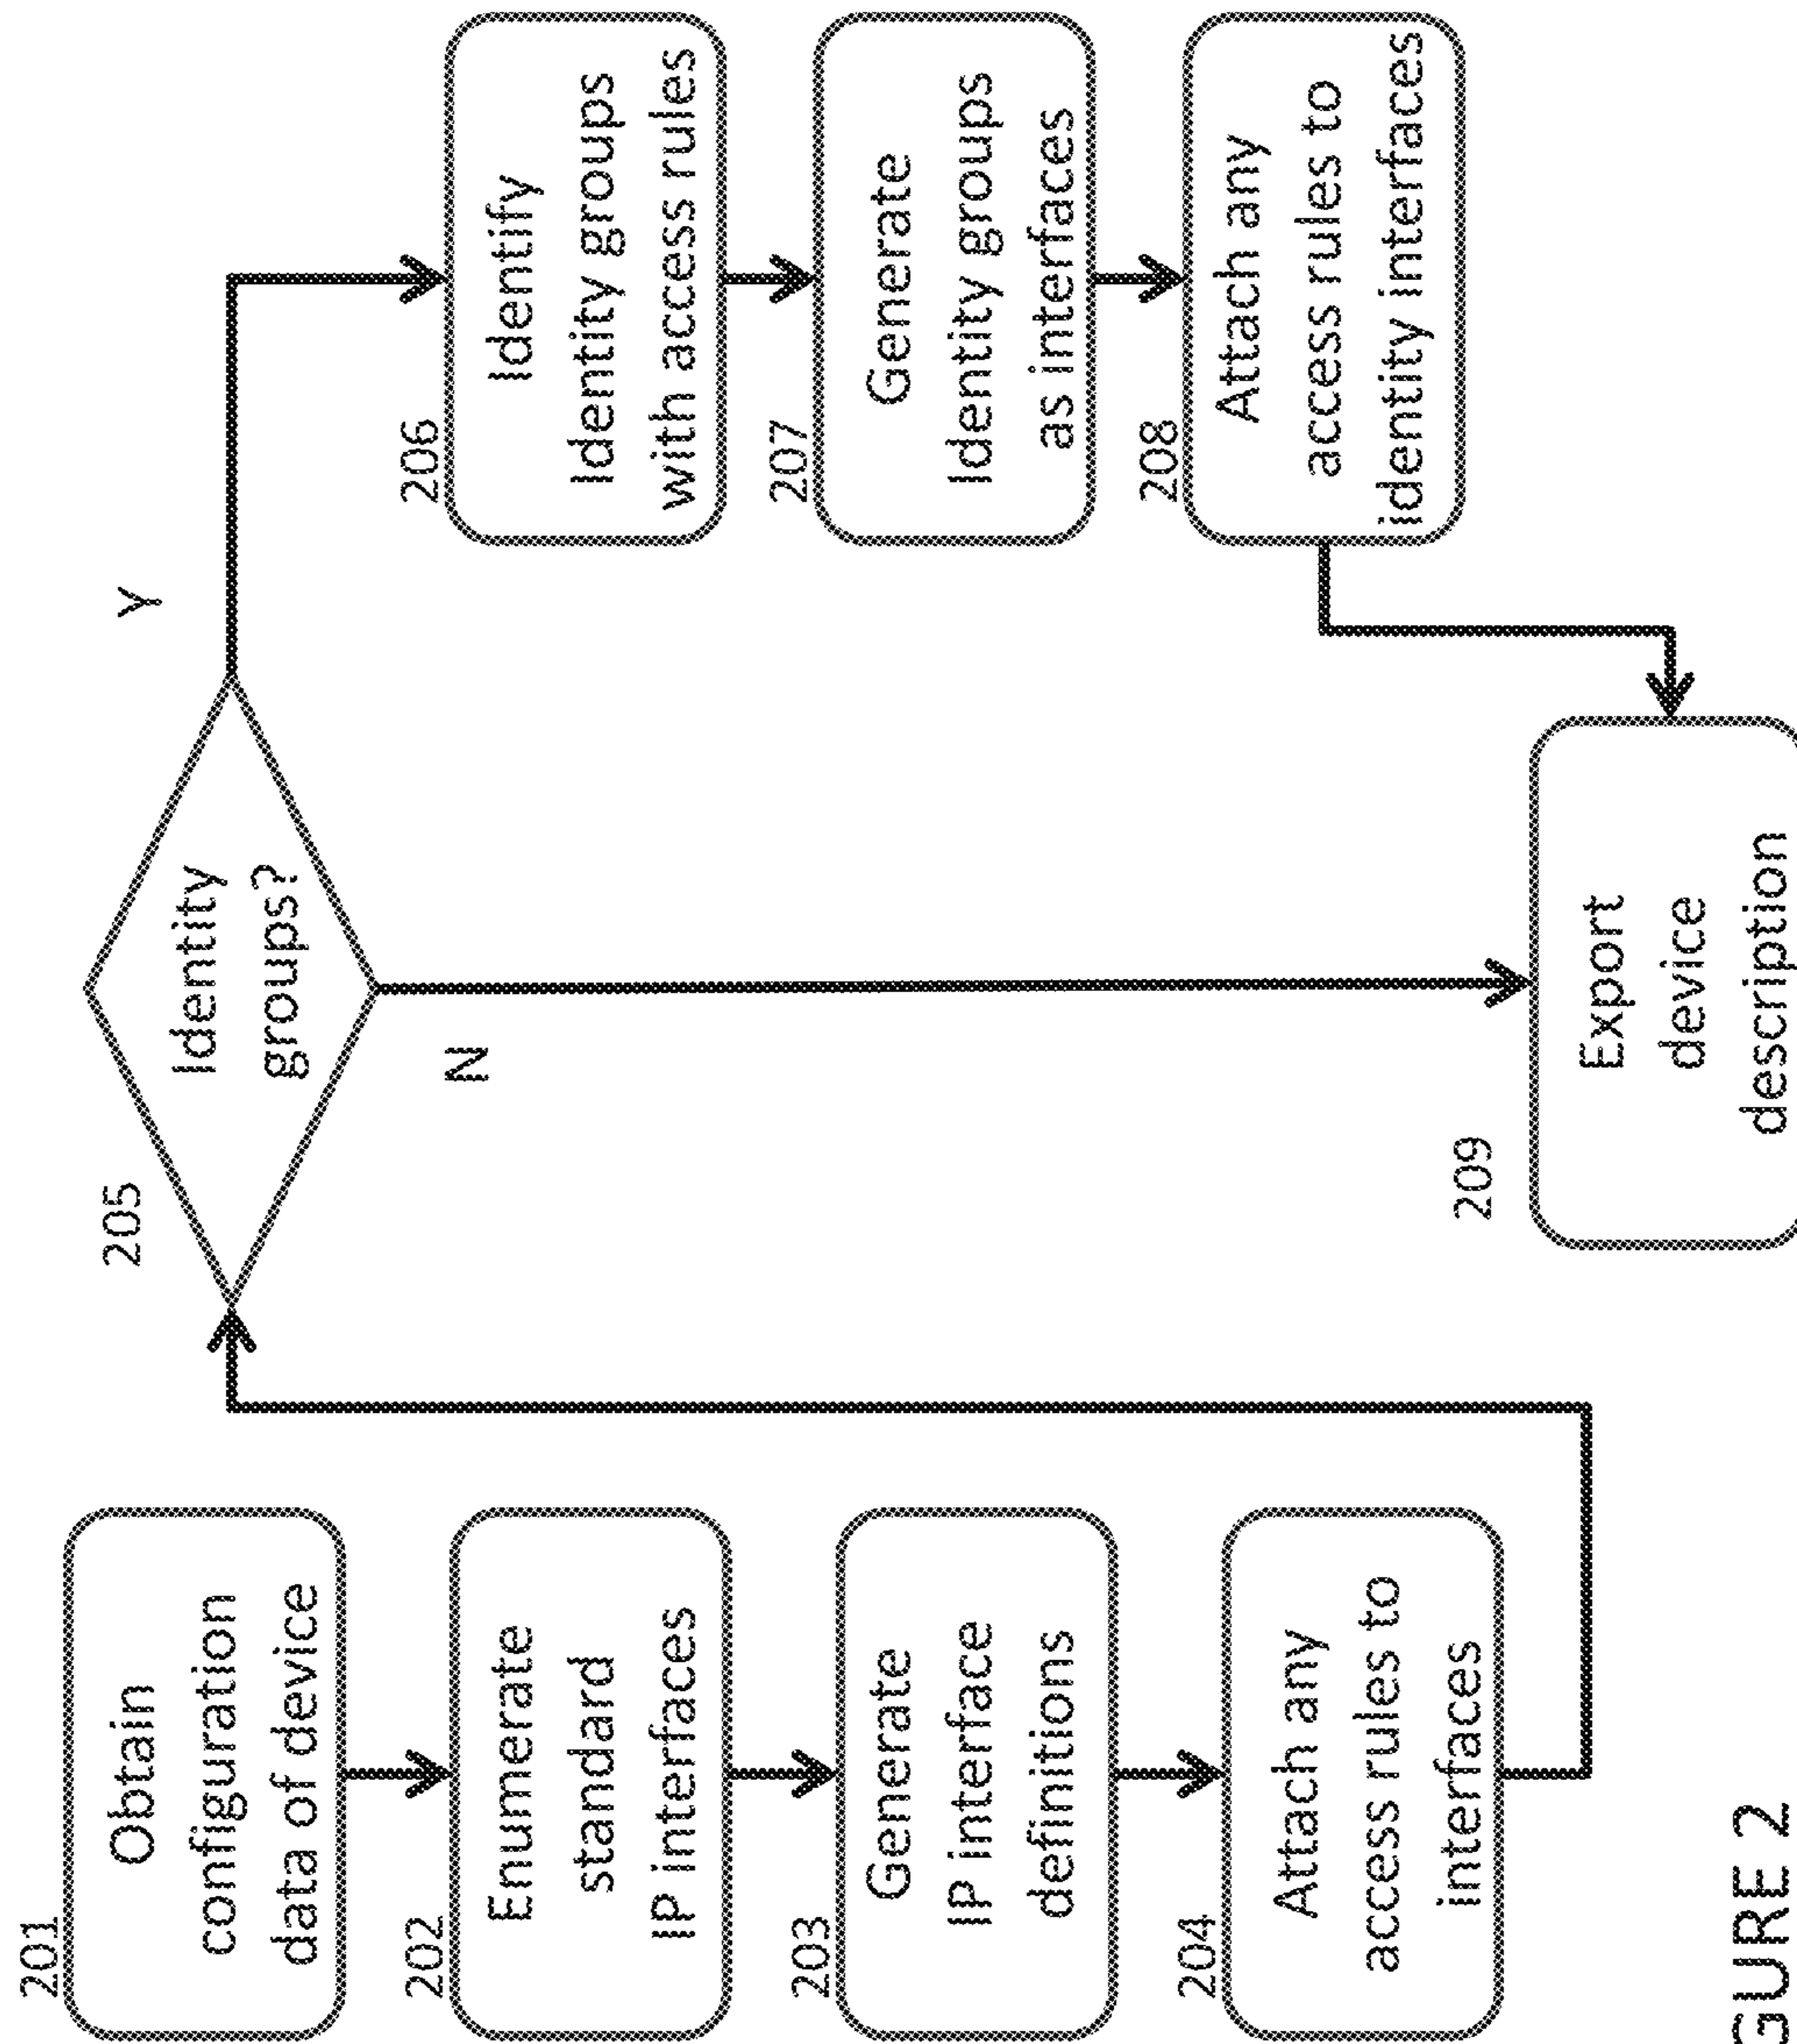 201
Obtain
configuration
data of device
202
Enumerate
standard
IP interfaces
203
Generate
IP interface
definitions
204
Attach any
access rules to
interfaces
205
Identity
groups?
Y
N
206
Identify
Identity groups
with access rules
207
Generate
Identity groups
as interfaces
208
Attach any
access rules to
identity interfaces
209
Export
device
description
GURE 2